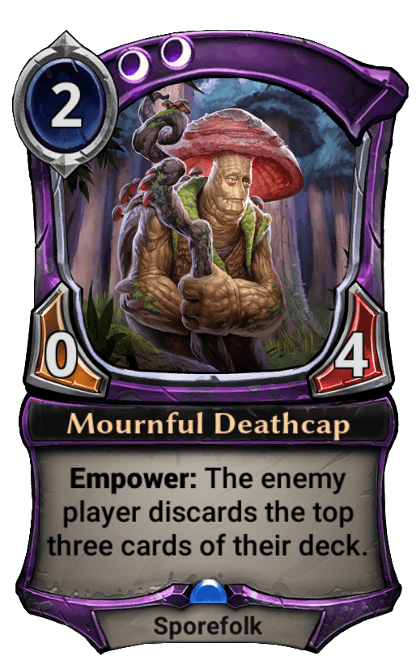 2
0
4
Mournful Deathcap
Empower: The enemy
player discards the top
three cards of their deck.
Sporefolk